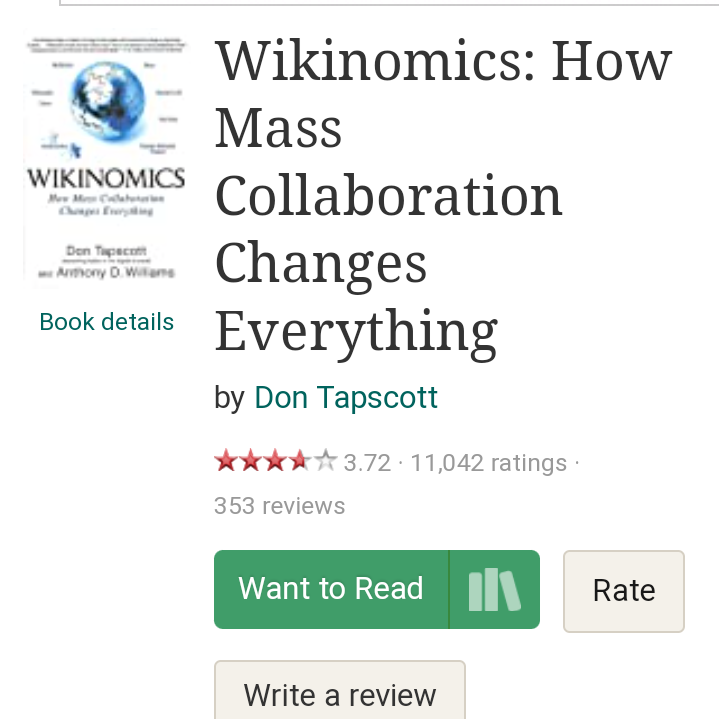 WIKINOMICS
How Mass Collaboration
Changes Everything
Don Tapscott
and Anthony D. Williams
Book details
Wikinomics: How
Mass
Collaboration
Changes
Everything
by Don Tapscott
3.72 · 11,042 ratings ·
353 reviews
Want to Read
Rate
Write a review